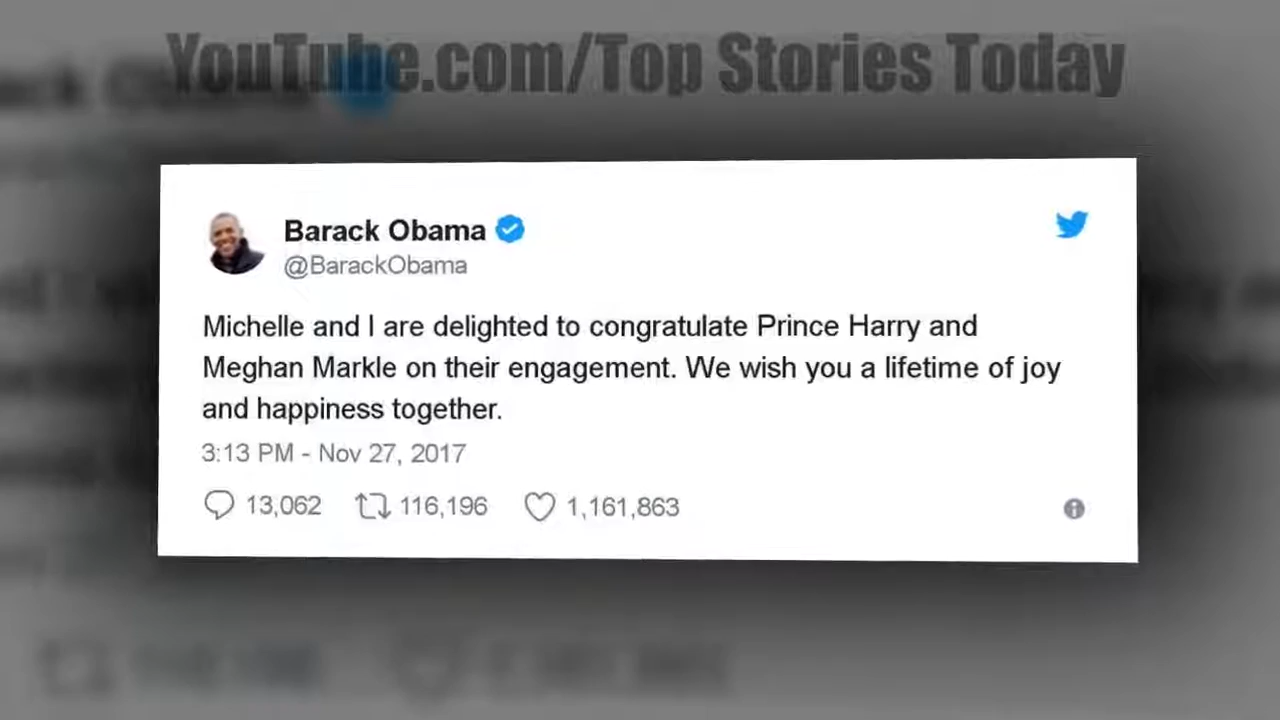 YouTube.com/Top Stories Today
Barack Obama
@BarackObama
Michelle and I are delighted to congratulate Prince Harry and
Meghan Markle on their engagement. We wish you a lifetime of joy
and happiness together.
3:13 PM - Nov 27, 2017
13,062 116,196 1,161,863